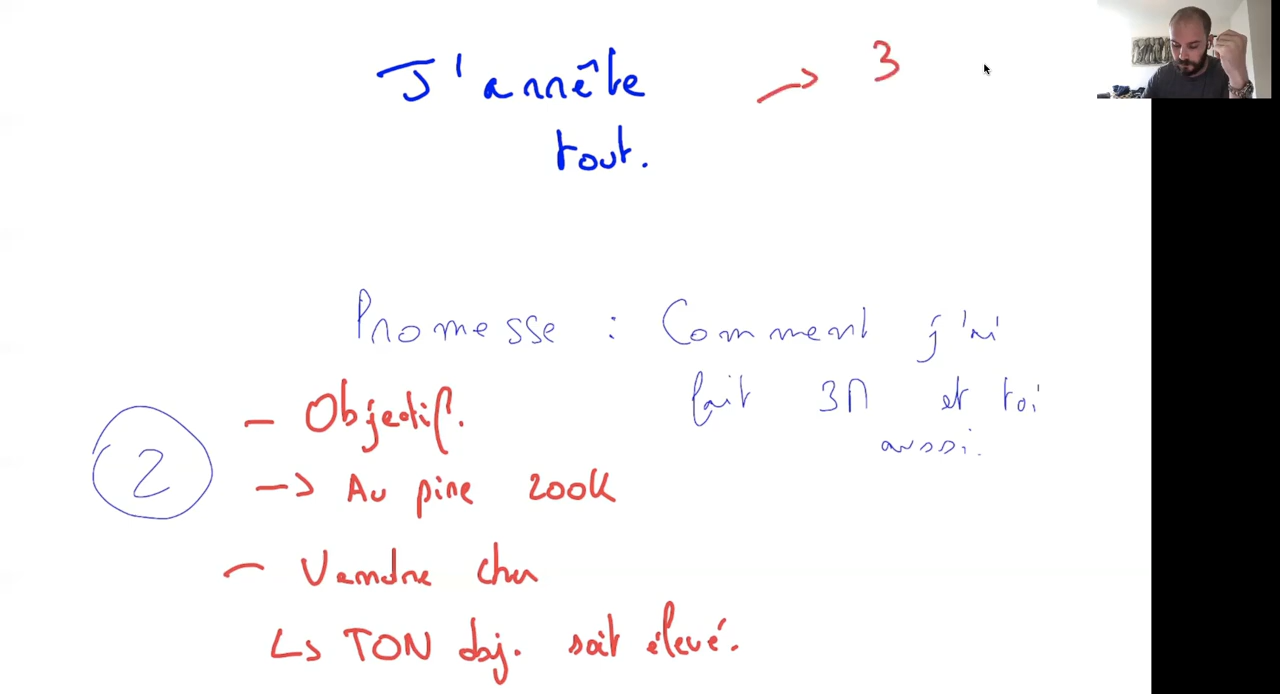 J'arrête → 3
tout.
Promesse : Comment j'ai
fait 3M et toi
aussi.
- Objectif.
2
→ Au pire 200K
- Vendre cher
↳ TON obj. soit élevé.